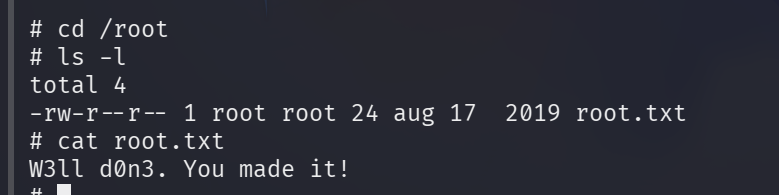 # cd /root
# ls -l
total 4
-rw-r--r-- 1 root root 24 aug 17  2019 root.txt
# cat root.txt
W3ll d0n3. You made it!
#